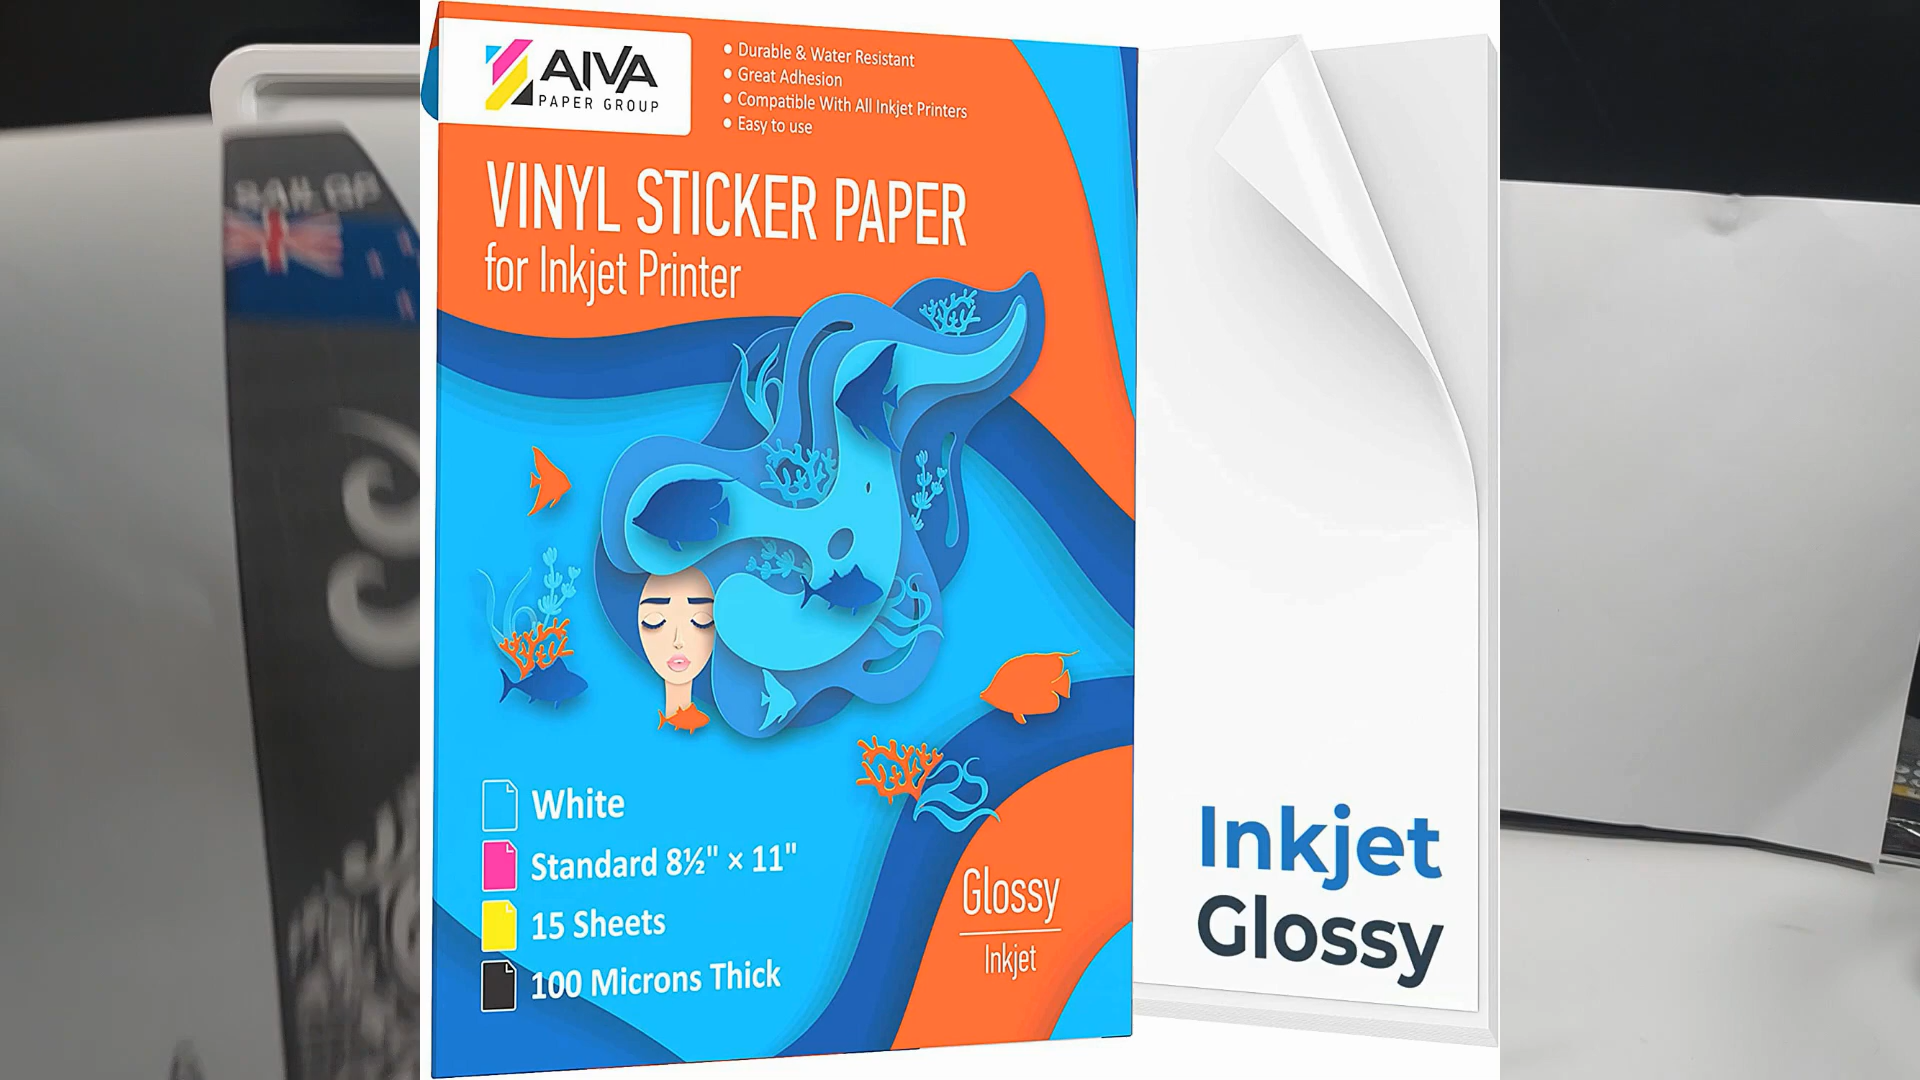 SAILGP
AIVA
PAPER GROUP
Durable & Water Resistant
Great Adhesion
Compatible With All Inkjet Printers
Easy to use
VINYL STICKER PAPER
for Inkjet Printer
White
Standard 8½" × 11"
15 Sheets
100 Microns Thick
Glossy
Inkjet
Inkjet
Glossy